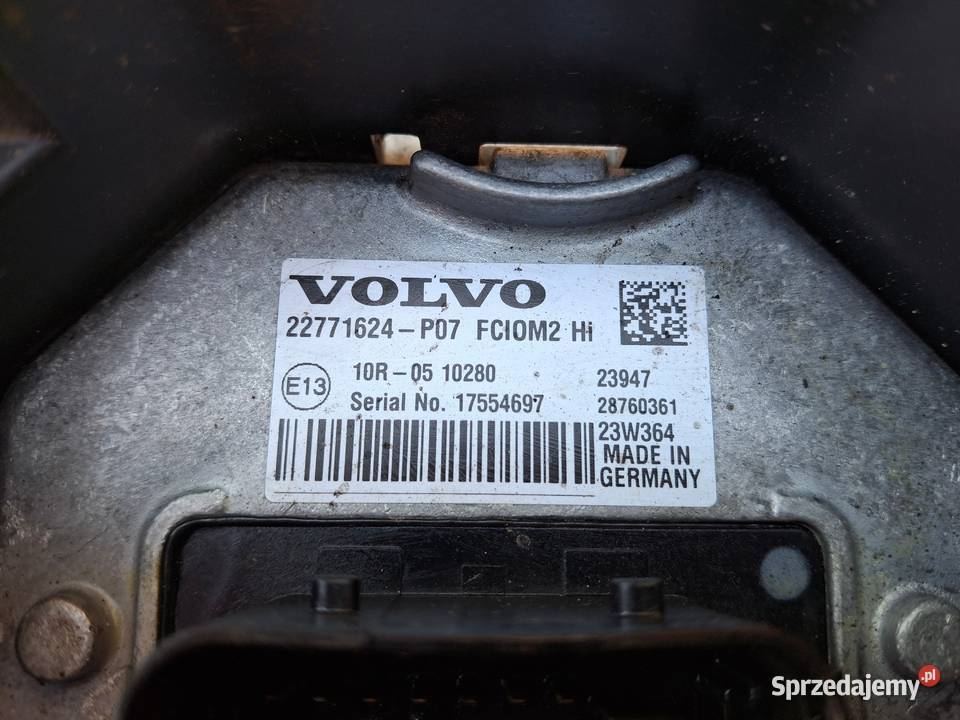 VOLVO
22771624-P07 FCIOM2 Hi
E13
10R-05 10280
23947
Serial No. 17554697
28760361
23W364
MADE IN
GERMANY
Sprzedajemy.pl